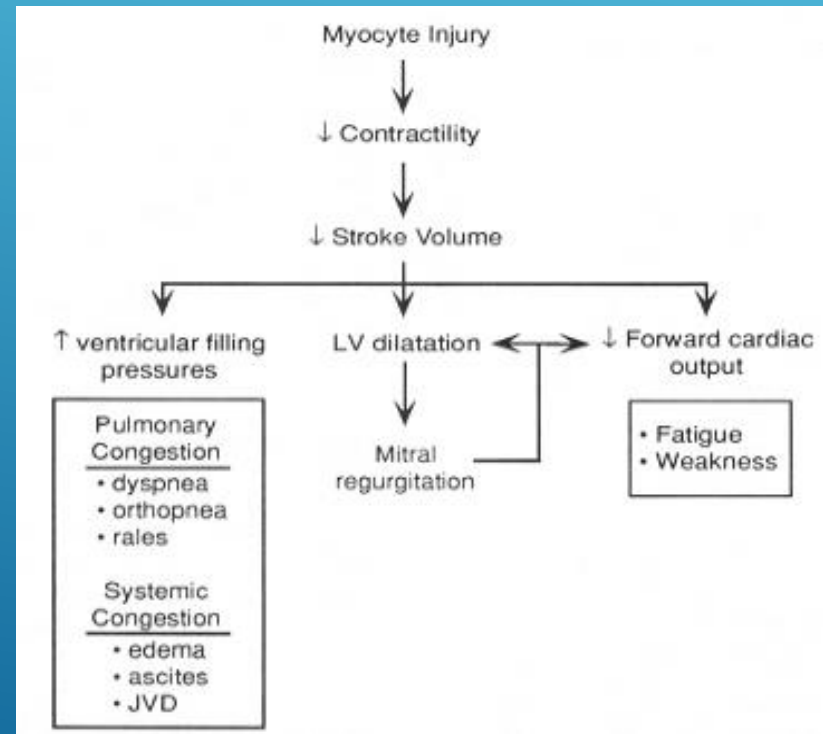 Myocyte Injury
↓ Contractility
↓ Stroke Volume
↑ ventricular filling
pressures
LV dilatation
↓ Forward cardiac
output
Pulmonary
Congestion
• dyspnea
• orthopnea
• rales
Systemic
Congestion
• edema
• ascites
• JVD
Mitral
regurgitation
• Fatigue
• Weakness